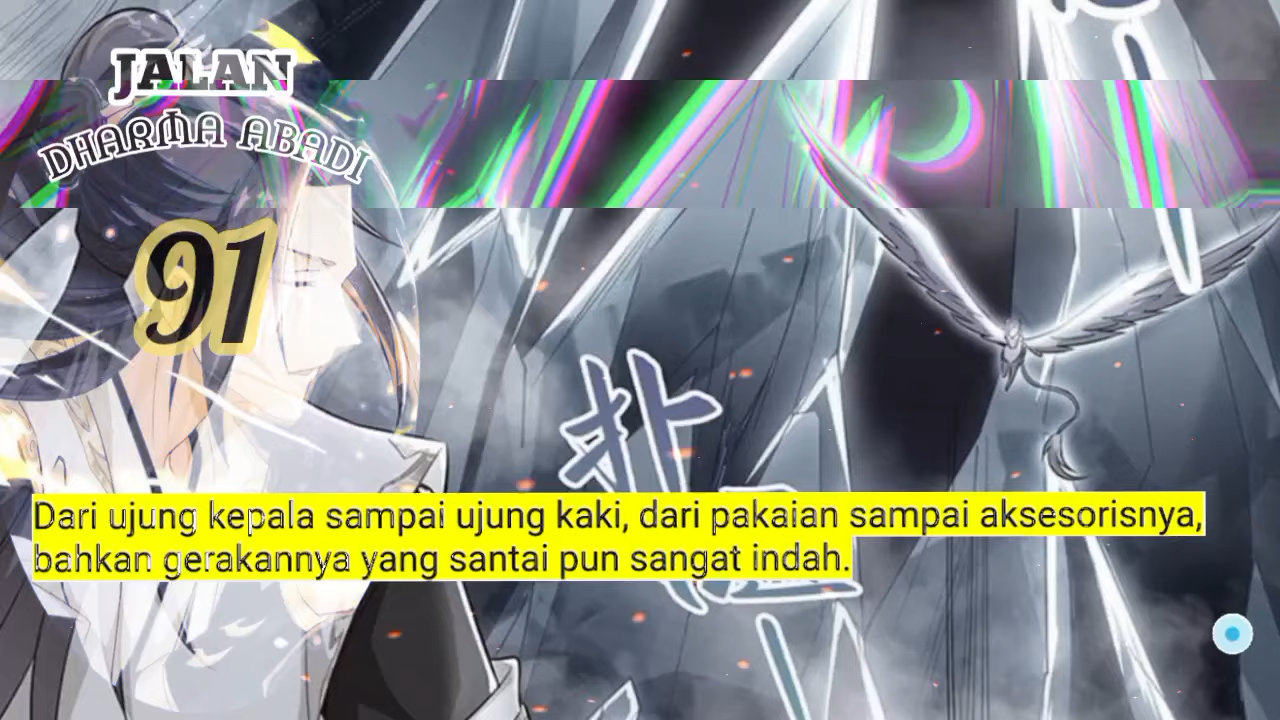 JALAN
DHARMA ABADI
91
Dari ujung kepala sampai ujung kaki, dari pakaian sampai aksesorisnya,
bahkan gerakannya yang santai pun sangat indah.